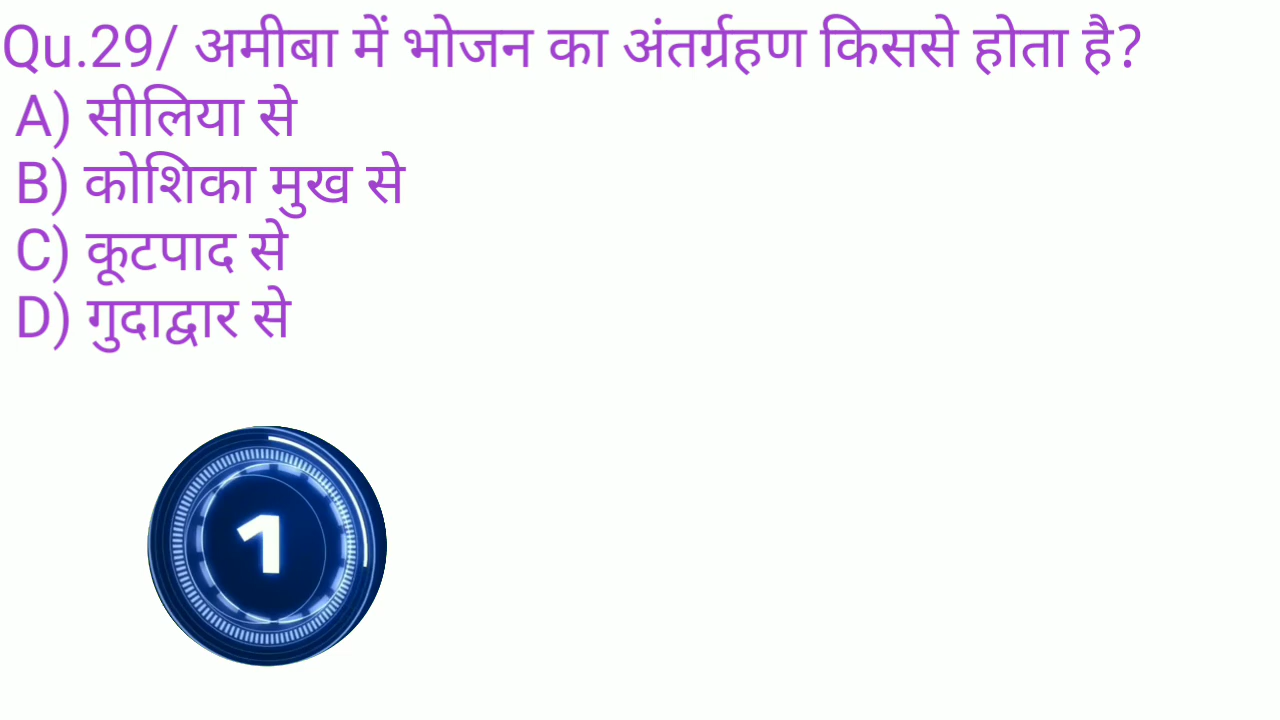 Qu.29/ अमीबा में भोजन का अंतर्ग्रहण किससे होता है?
A) सीलिया से
B) कोशिका मुख से
C) कूटपाद से
D) गुदाद्वार से
1